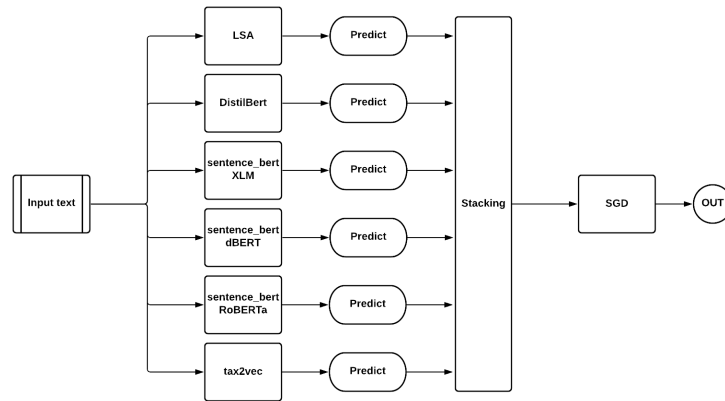 LSA
Predict
DistilBert
Predict
sentence_bert
XLM
Predict
Input text
Stacking
SGD
OUT
sentence_bert
dBERT
Predict
sentence_bert
RoBERTa
Predict
tax2vec
Predict